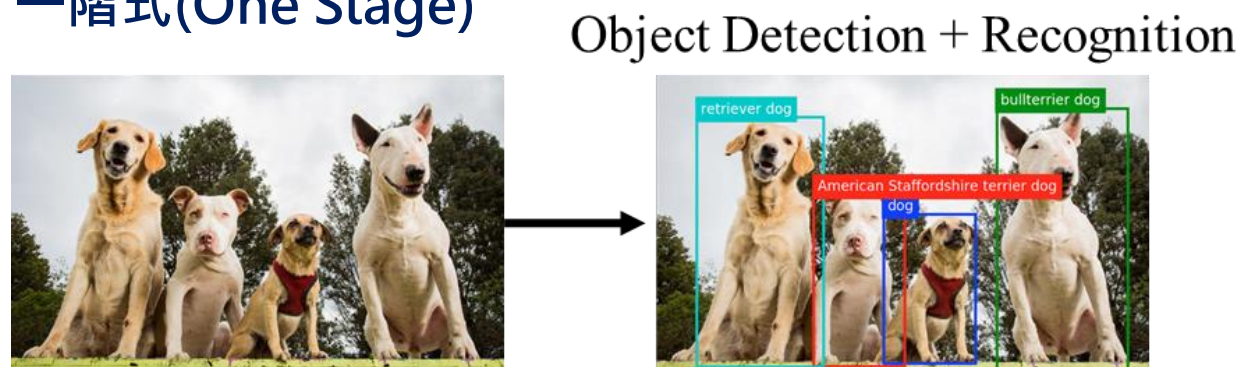 一階式(One Stage)
Object Detection + Recognition
retriever dog
bullterrier dog
American Staffordshire terrier dog
dog